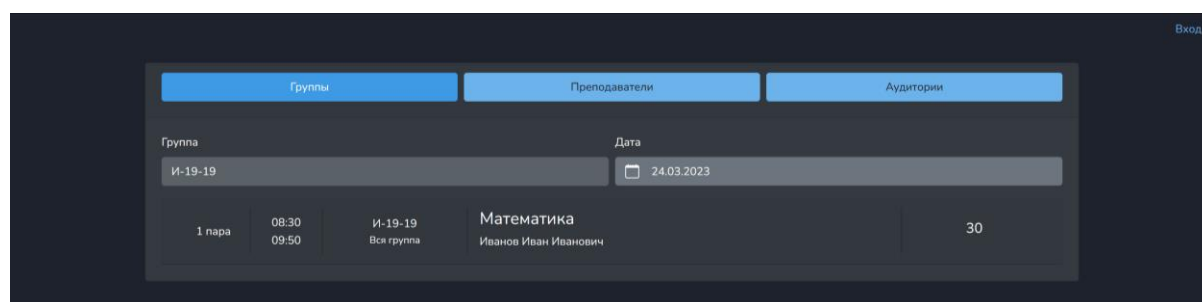 Вход
Группы Преподаватели Аудитории
Группа Дата
И-19-19 24.03.2023
1 пара 08:30 И-19-19 Математика 30
09:50 Вся группа Иванов Иван Иванович